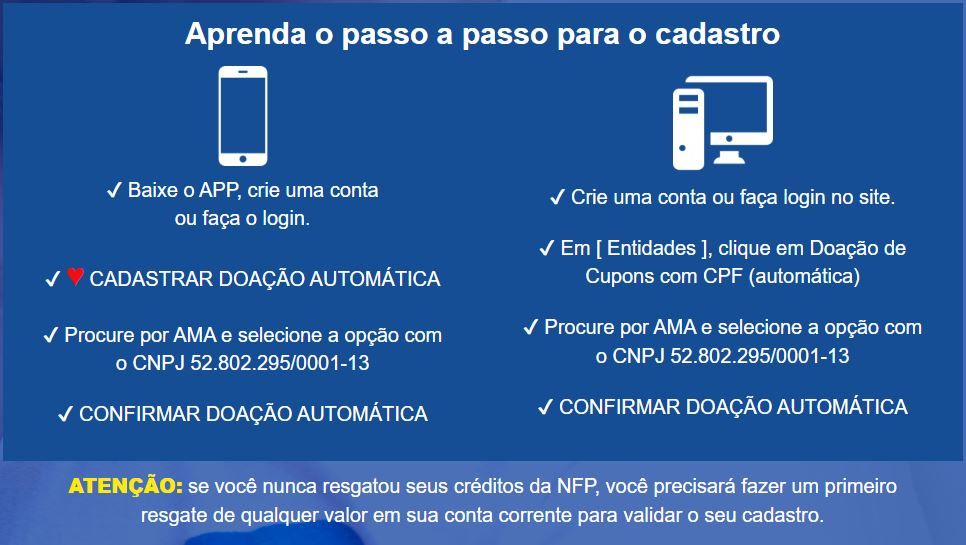 Aprenda o passo a passo para o cadastro
✓ Baixe o APP, crie uma conta
ou faça o login.
✓ ♥ CADASTRAR DOAÇÃO AUTOMÁTICA
✓ Procure por AMA e selecione a opção com
o CNPJ 52.802.295/0001-13
✓ CONFIRMAR DOAÇÃO AUTOMÁTICA
✓ Crie uma conta ou faça login no site.
✓ Em [ Entidades ], clique em Doação de
Cupons com CPF (automática)
✓ Procure por AMA e selecione a opção com
o CNPJ 52.802.295/0001-13
✓ CONFIRMAR DOAÇÃO AUTOMÁTICA
ATENÇÃO: se você nunca resgatou seus créditos da NFP, você precisará fazer um primeiro
resgate de qualquer valor em sua conta corrente para validar o seu cadastro.